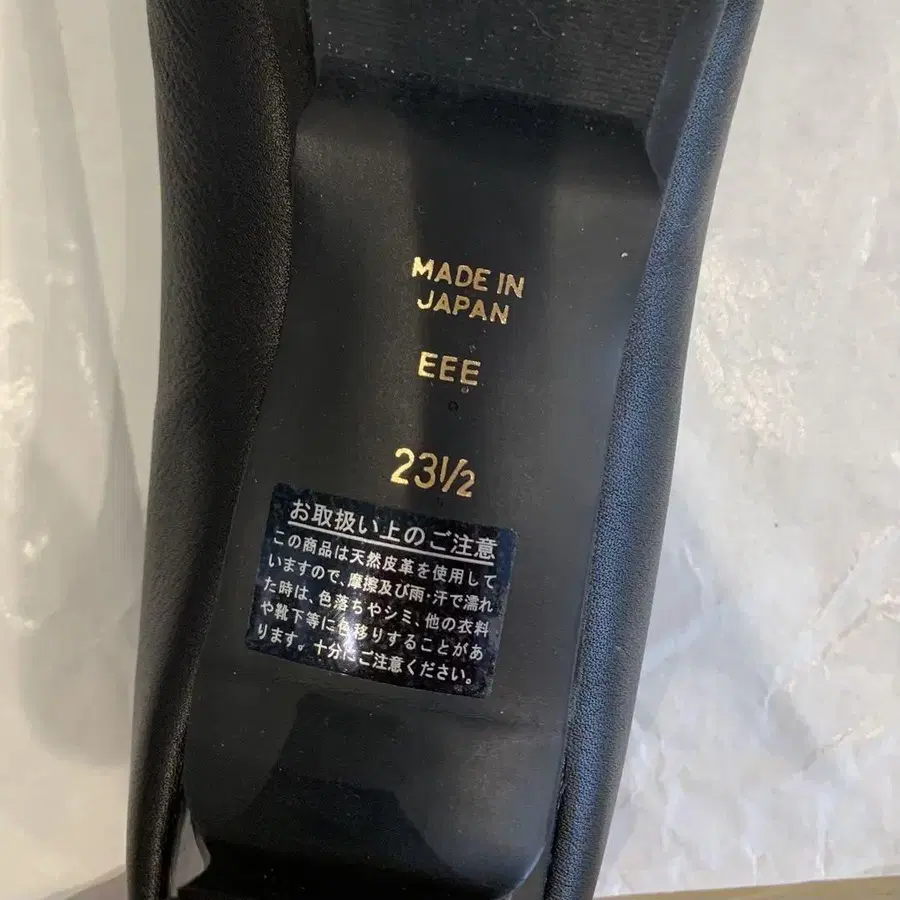 MADE IN
JAPAN
EEE
23½
お取扱い上のご注意
この商品は天然皮革を使用して
いますので、摩擦及び雨・汗で濡れ
た時は、色落ちやシミ、他の衣料
や靴下等に色移りすることがあ
ります。十分にご注意ください。